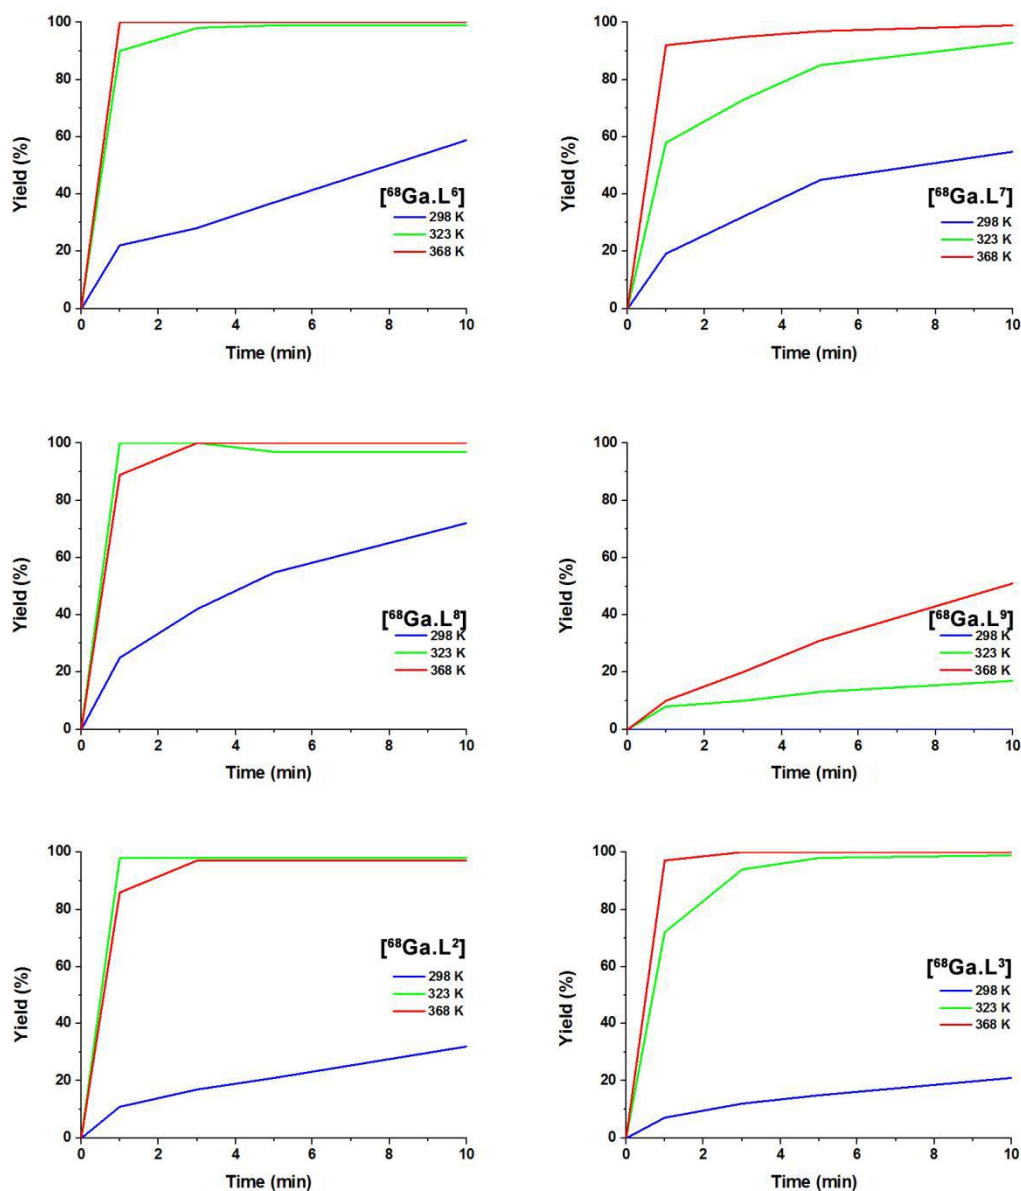 100
80
60
40
20
0
Yield (%)
[⁶⁸Ga.L⁶]
298 K
323 K
368 K
0 2 4 6 8 10
Time (min)
100
80
60
40
20
0
Yield (%)
[⁶⁸Ga.L⁷]
298 K
323 K
368 K
0 2 4 6 8 10
Time (min)
100
80
60
40
20
0
Yield (%)
[⁶⁸Ga.L⁸]
298 K
323 K
368 K
0 2 4 6 8 10
Time (min)
100
80
60
40
20
0
Yield (%)
[⁶⁸Ga.L⁹]
298 K
323 K
368 K
0 2 4 6 8 10
Time (min)
100
80
60
40
20
0
Yield (%)
[⁶⁸Ga.L²]
298 K
323 K
368 K
0 2 4 6 8 10
Time (min)
100
80
60
40
20
0
Yield (%)
[⁶⁸Ga.L³]
298 K
323 K
368 K
0 2 4 6 8 10
Time (min)